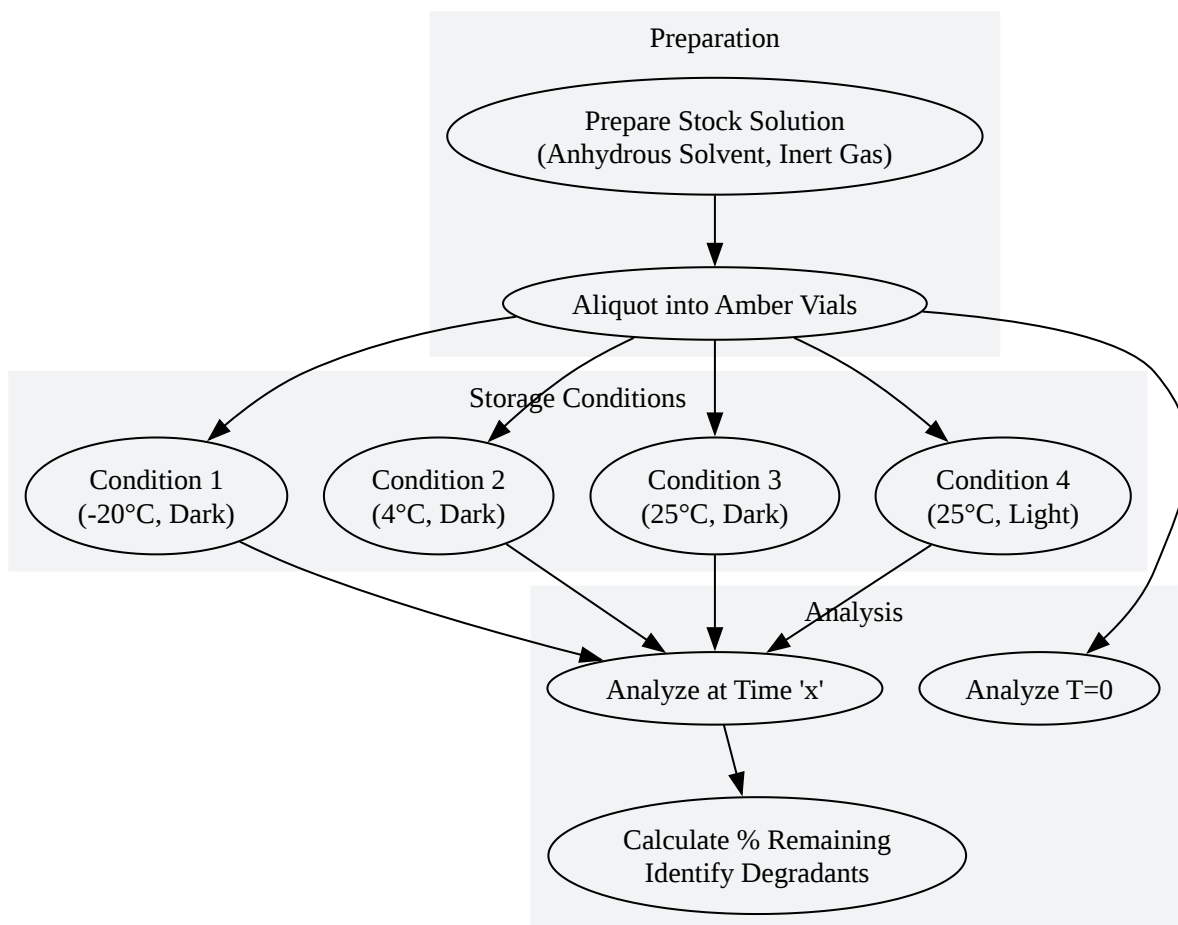 Preparation
Prepare Stock Solution
(Anhydrous Solvent, Inert Gas)
Aliquot into Amber Vials
Storage Conditions
Condition 1
(-20°C, Dark)
Condition 2
(4°C, Dark)
Condition 3
(25°C, Dark)
Condition 4
(25°C, Light)
Analysis
Analyze at Time 'x'
Analyze T=0
Calculate % Remaining
Identify Degradants